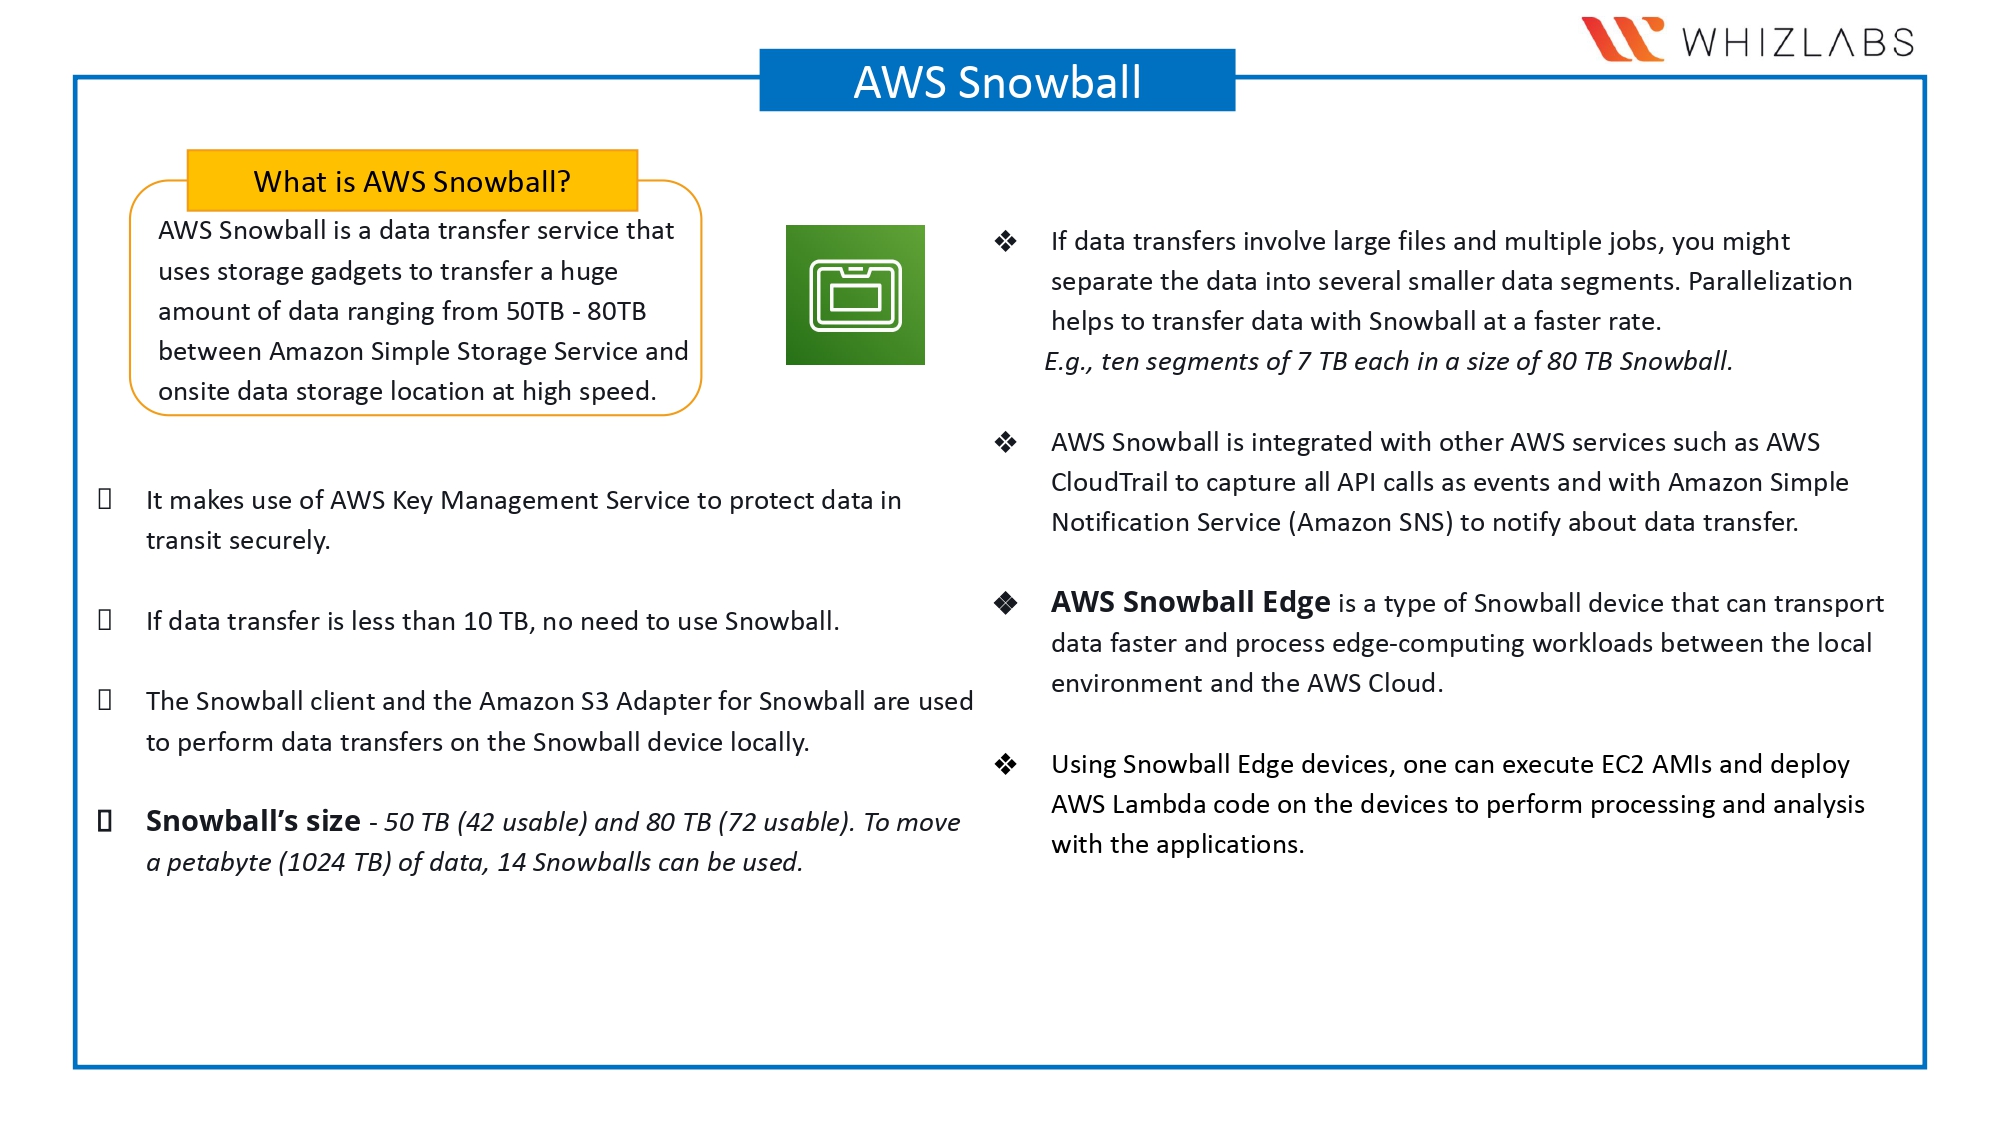 WHIZLABS
AWS Snowball
What is AWS Snowball?
AWS Snowball is a data transfer service that
uses storage gadgets to transfer a huge
amount of data ranging from 50TB - 80TB
between Amazon Simple Storage Service and
onsite data storage location at high speed.
It makes use of AWS Key Management Service to protect data in
transit securely.
If data transfer is less than 10 TB, no need to use Snowball.
The Snowball client and the Amazon S3 Adapter for Snowball are used
to perform data transfers on the Snowball device locally.
Snowball’s size - 50 TB (42 usable) and 80 TB (72 usable). To move
a petabyte (1024 TB) of data, 14 Snowballs can be used.
❖ If data transfers involve large files and multiple jobs, you might
separate the data into several smaller data segments. Parallelization
helps to transfer data with Snowball at a faster rate.
E.g., ten segments of 7 TB each in a size of 80 TB Snowball.
❖ AWS Snowball is integrated with other AWS services such as AWS
CloudTrail to capture all API calls as events and with Amazon Simple
Notification Service (Amazon SNS) to notify about data transfer.
❖ AWS Snowball Edge is a type of Snowball device that can transport
data faster and process edge-computing workloads between the local
environment and the AWS Cloud.
❖ Using Snowball Edge devices, one can execute EC2 AMIs and deploy
AWS Lambda code on the devices to perform processing and analysis
with the applications.